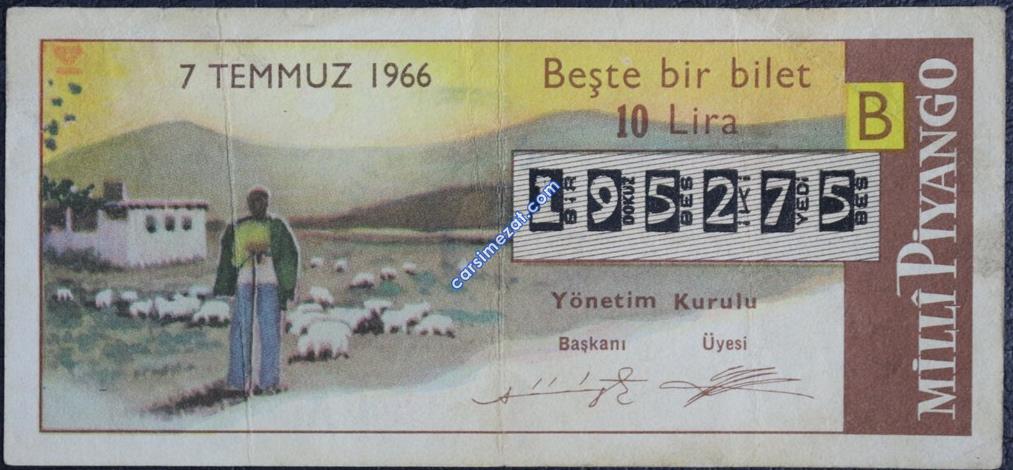 7 TEMMUZ 1966
Beşte bir bilet
10 Lira
B
1 BİR 9 DOKUZ 5 BEŞ 2 İKİ 7 YEDİ 5 BEŞ
Yönetim Kurulu
Başkanı Üyesi
MİLLÎ PİYANGO
carsimezat.com